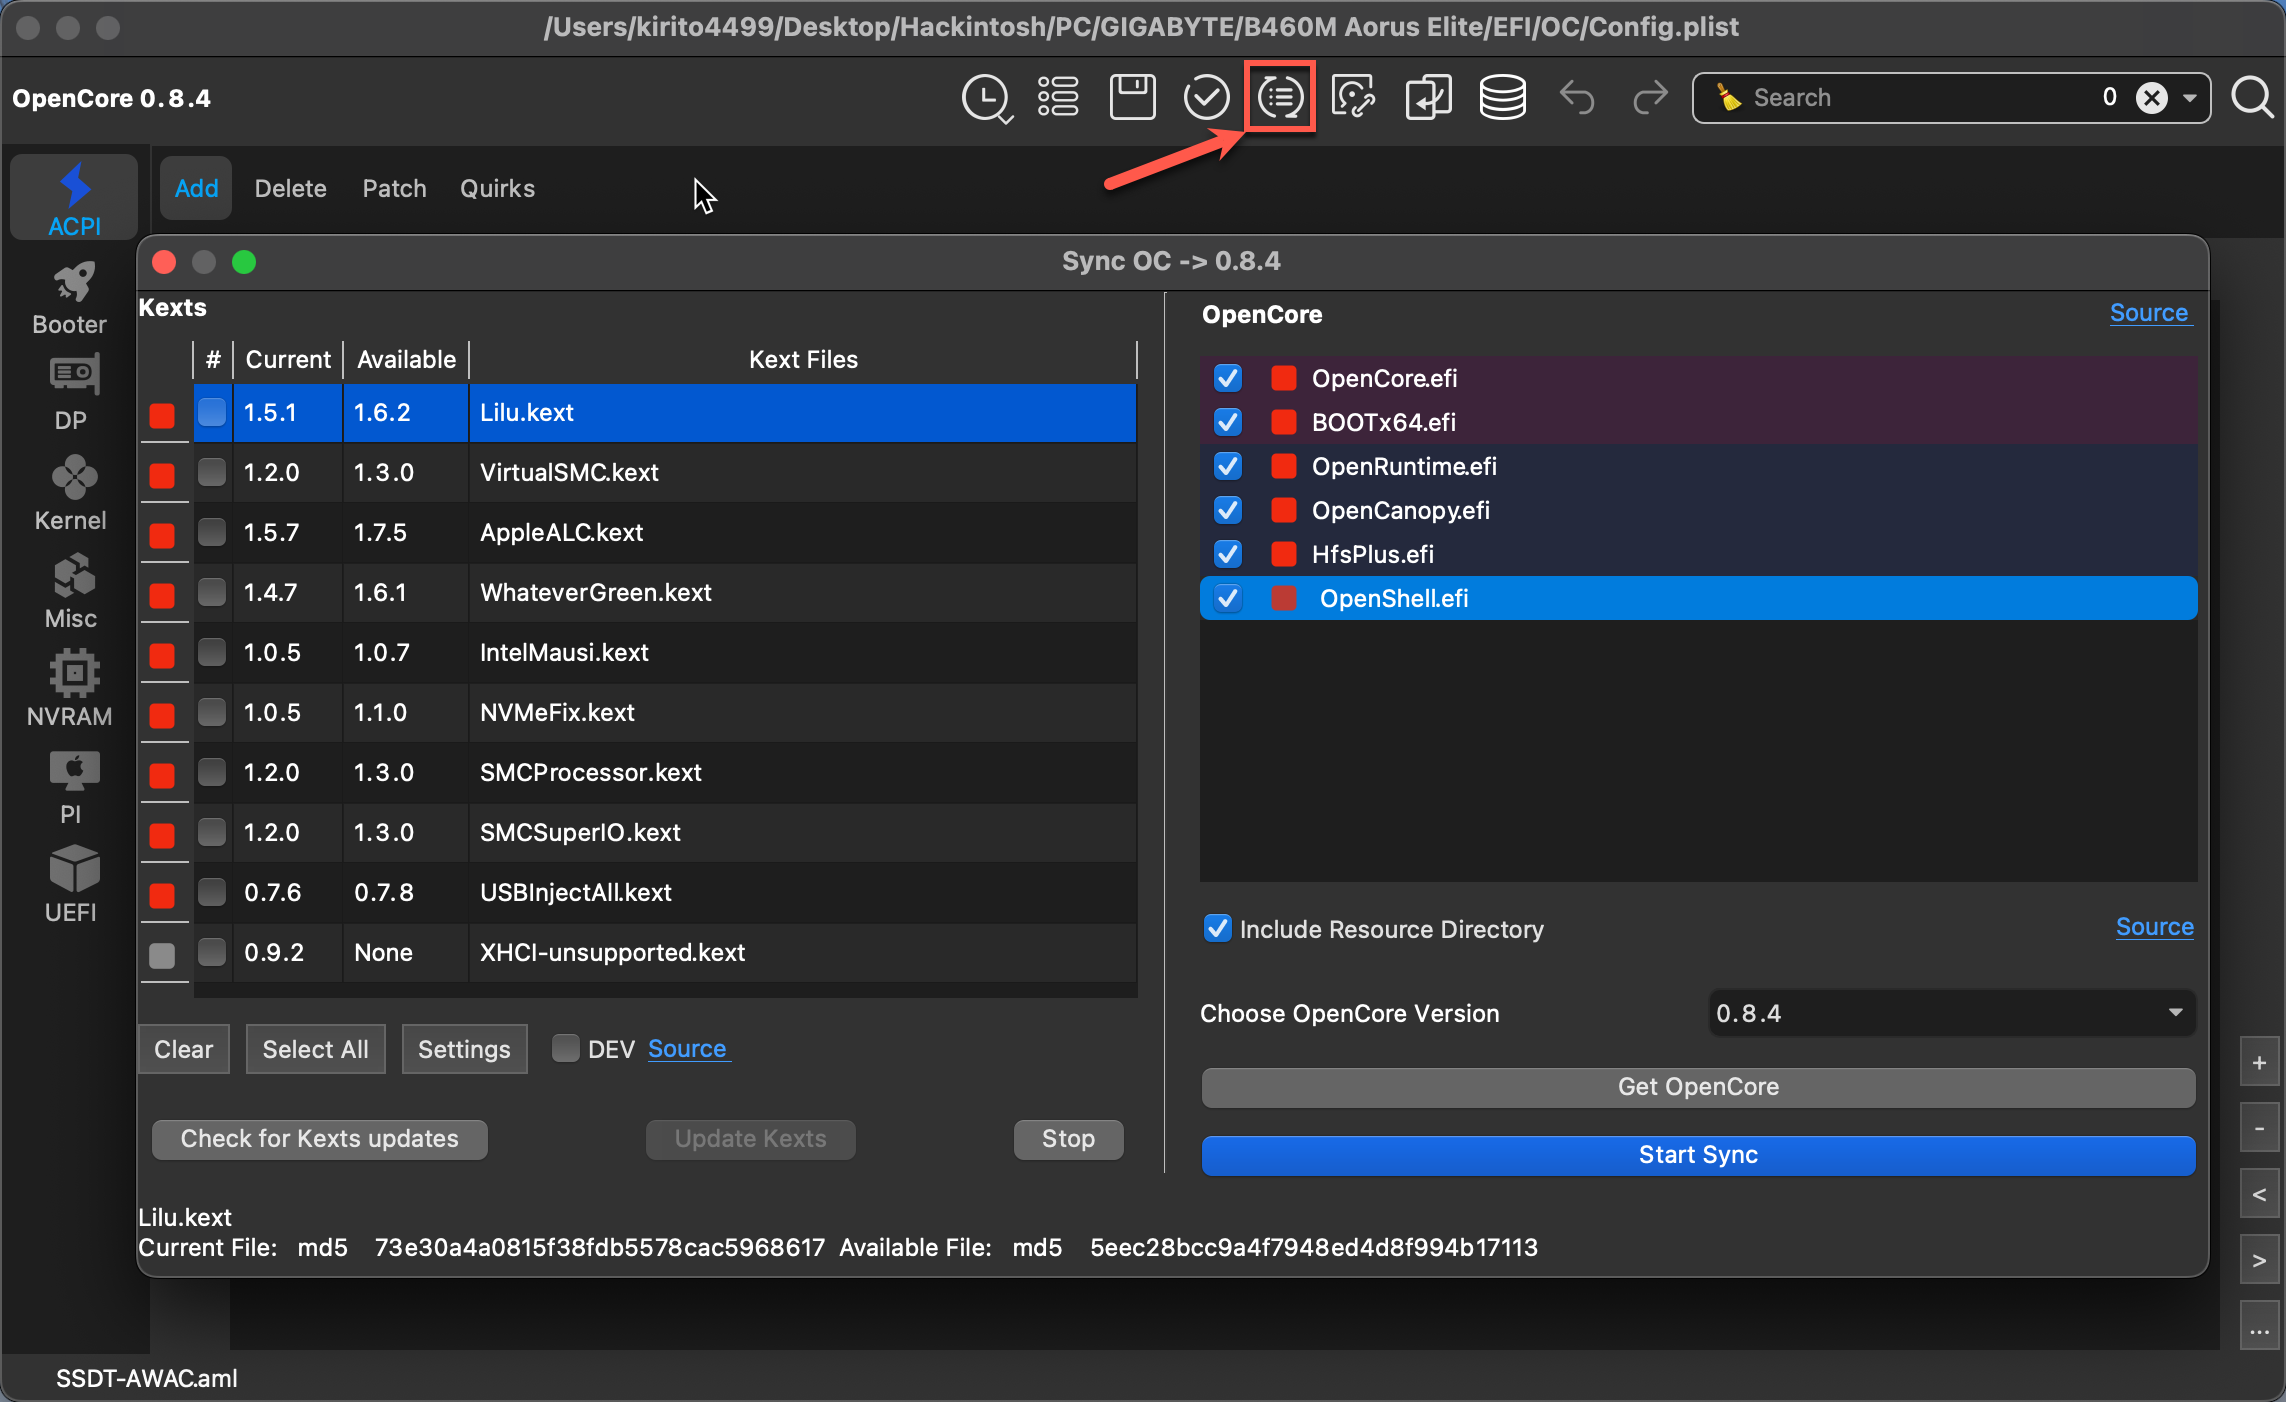 /Users/kirito4499/Desktop/Hackintosh/PC/GIGABYTE/B460M Aorus Elite/EFI/OC/Config.plist
OpenCore 0.8.4
Search 0
ACPI
Booter
DP
Kernel
Misc
NVRAM
PI
UEFI
Add Delete Patch Quirks
Sync OC -> 0.8.4
Kexts
# Current Available Kext Files
1.5.1 1.6.2 Lilu.kext
1.2.0 1.3.0 VirtualSMC.kext
1.5.7 1.7.5 AppleALC.kext
1.4.7 1.6.1 WhateverGreen.kext
1.0.5 1.0.7 IntelMausi.kext
1.0.5 1.1.0 NVMeFix.kext
1.2.0 1.3.0 SMCProcessor.kext
1.2.0 1.3.0 SMCSuperIO.kext
0.7.6 0.7.8 USBInjectAll.kext
0.9.2 None XHCI-unsupported.kext
Clear Select All Settings DEV Source
Check for Kexts updates Update Kexts Stop
OpenCore Source
OpenCore.efi
BOOTx64.efi
OpenRuntime.efi
OpenCanopy.efi
HfsPlus.efi
OpenShell.efi
Include Resource Directory Source
Choose OpenCore Version 0.8.4
Get OpenCore
Start Sync
Lilu.kext
Current File: md5 73e30a4a0815f38fdb5578cac5968617 Available File: md5 5eec28bcc9a4f7948ed4d8f994b17113
+
-
<
>
...
SSDT-AWAC.aml